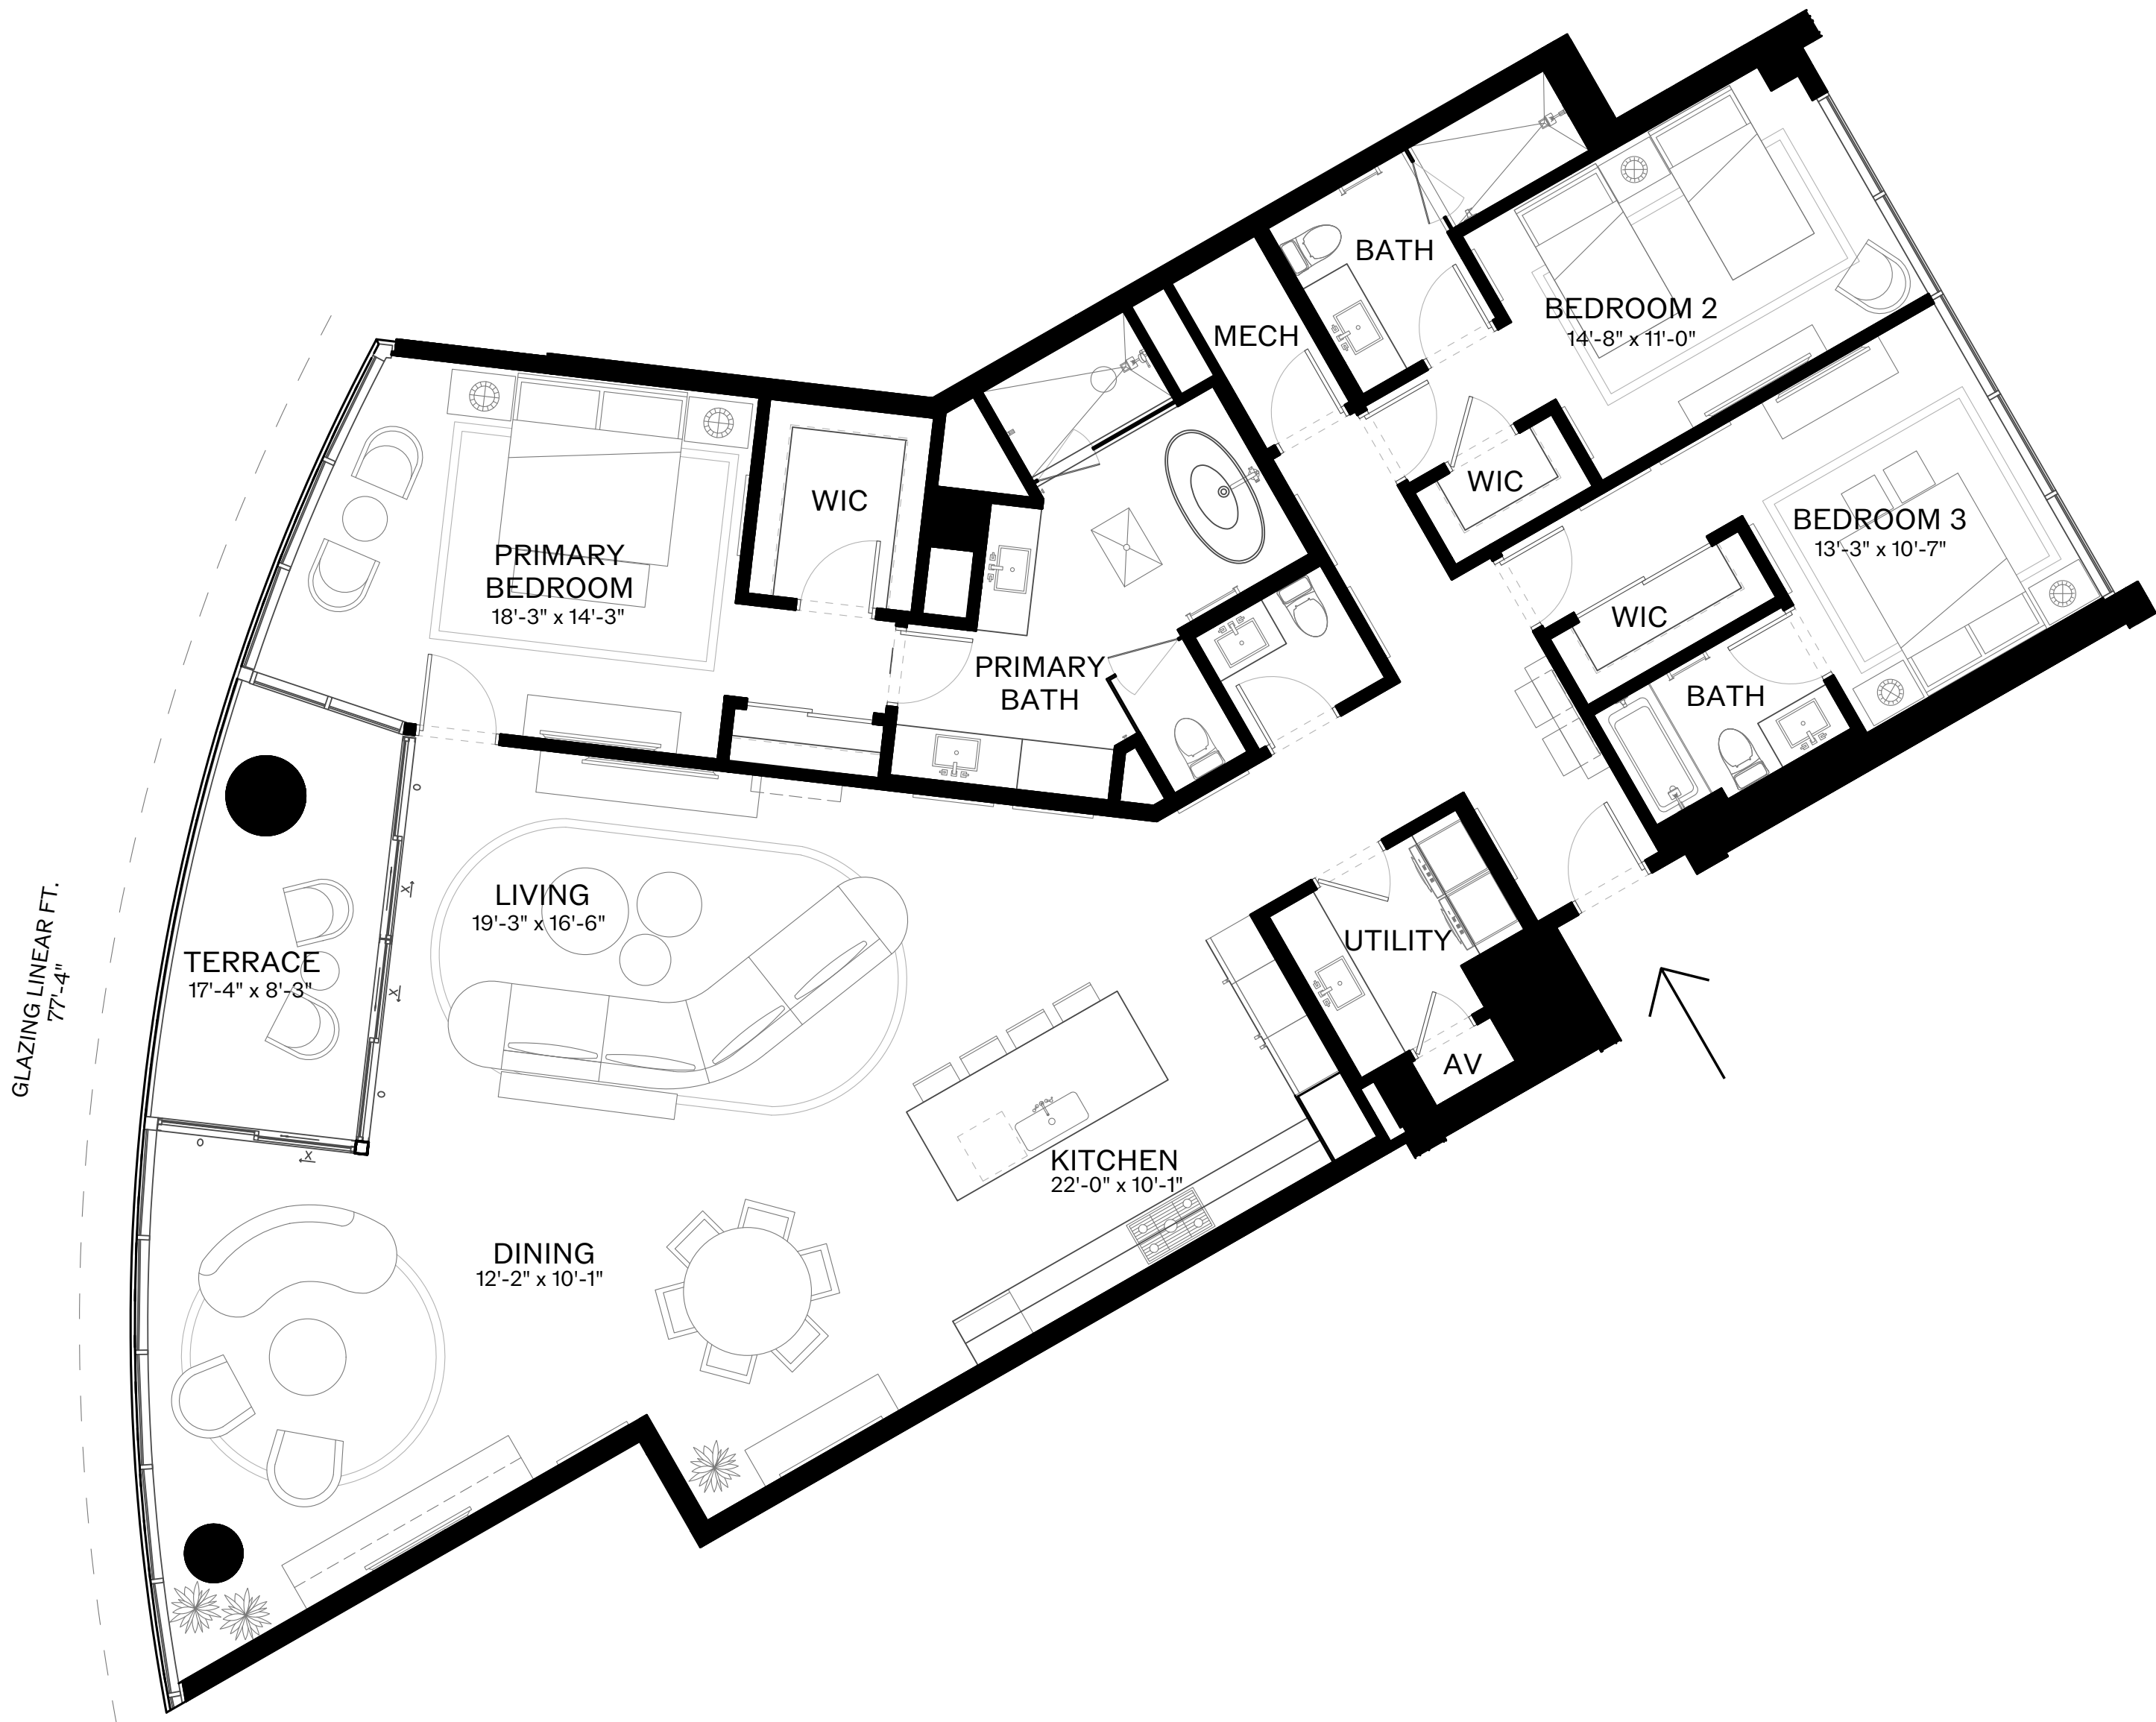 BATH
BEDROOM 2
14'-8" x 11'-0"
MECH
WIC
BEDROOM 3
13'-3" x 10'-7"
WIC
BATH
WIC
PRIMARY
BEDROOM
18'-3" x 14'-3"
PRIMARY
BATH
LIVING
19'-3" x 16'-6"
TERRACE
17'-4" x 8'-3"
GLAZING LINEAR FT.
77'-4"
UTILITY
AV
KITCHEN
22'-0" x 10'-1"
DINING
12'-2" x 10'-1"
O
X
X
O
O
X